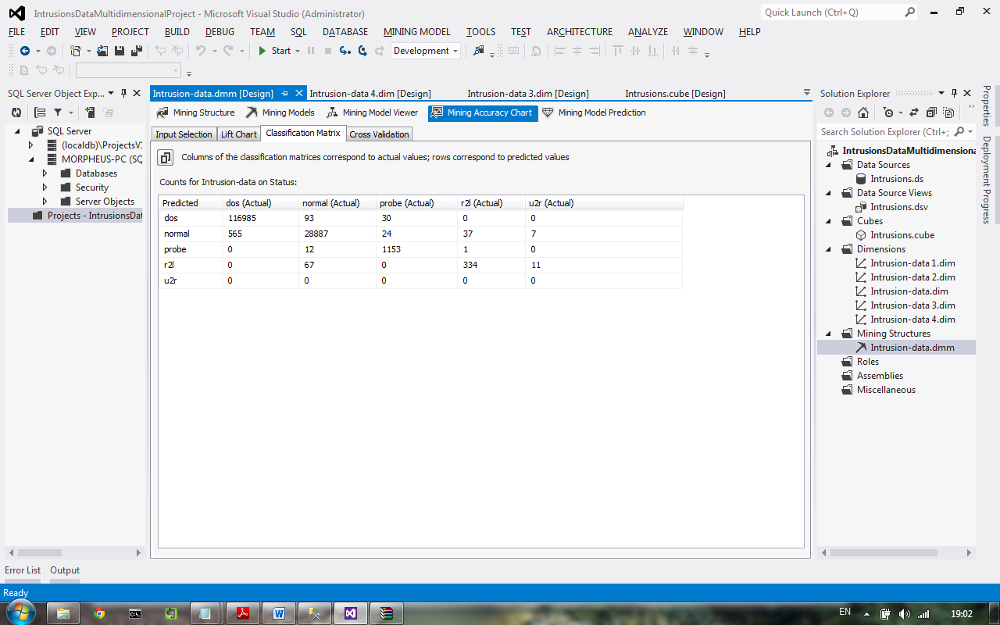 IntrusionsDataMultidimensionalProject - Microsoft Visual Studio (Administrator)
Quick Launch (Ctrl+Q)
FILE EDIT VIEW PROJECT BUILD DEBUG TEAM SQL DATABASE MINING MODEL TOOLS TEST ARCHITECTURE ANALYZE WINDOW HELP
Start Development
SQL Server Object Exp...
SQL Server
(localdb)\ProjectsV
MORPHEUS-PC (SQ
Databases
Security
Server Objects
Projects - IntrusionsDat
Intrusion-data.dmm [Design] Intrusion-data 4.dim [Design] Intrusion-data 3.dim [Design] Intrusions.cube [Design]
Mining Structure Mining Models Mining Model Viewer Mining Accuracy Chart Mining Model Prediction
Input Selection Lift Chart Classification Matrix Cross Validation
Columns of the classification matrices correspond to actual values; rows correspond to predicted values
Counts for Intrusion-data on Status:
Predicted dos (Actual) normal (Actual) probe (Actual) r2l (Actual) u2r (Actual)
dos 116985 93 30 0 0
normal 565 28887 24 37 7
probe 0 12 1153 1 0
r2l 0 67 0 334 11
u2r 0 0 0 0 0
Solution Explorer
Search Solution Explorer (Ctrl+;
IntrusionsDataMultidimensiona
Data Sources
Intrusions.ds
Data Source Views
Intrusions.dsv
Cubes
Intrusions.cube
Dimensions
Intrusion-data 1.dim
Intrusion-data 2.dim
Intrusion-data.dim
Intrusion-data 3.dim
Intrusion-data 4.dim
Mining Structures
Intrusion-data.dmm
Roles
Assemblies
Miscellaneous
Properties
Deployment Progress
Error List Output
Ready
EN 19:02